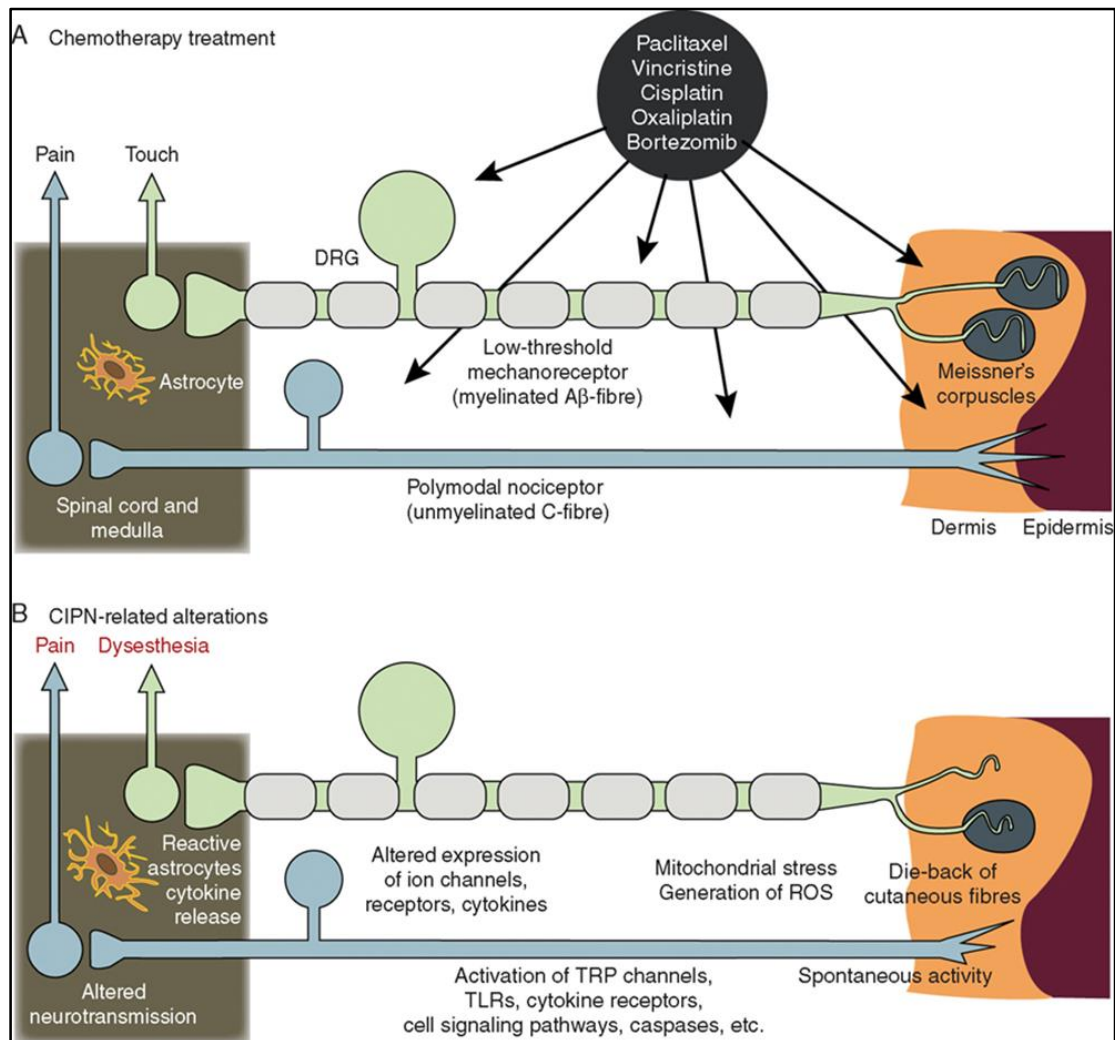 A Chemotherapy treatment
Paclitaxel
Vincristine
Cisplatin
Oxaliplatin
Bortezomib
Pain
Touch
DRG
Astrocyte
Low-threshold
mechanoreceptor
(myelinated Aβ-fibre)
Meissner's
corpuscles
Spinal cord and
medulla
Polymodal nociceptor
(unmyelinated C-fibre)
Dermis
Epidermis
B CIPN-related alterations
Pain
Dysesthesia
Reactive
astrocytes
cytokine
release
Altered expression
of ion channels,
receptors, cytokines
Mitochondrial stress
Generation of ROS
Die-back of
cutaneous fibres
Altered
neurotransmission
Activation of TRP channels,
TLRs, cytokine receptors,
cell signaling pathways, caspases, etc.
Spontaneous activity